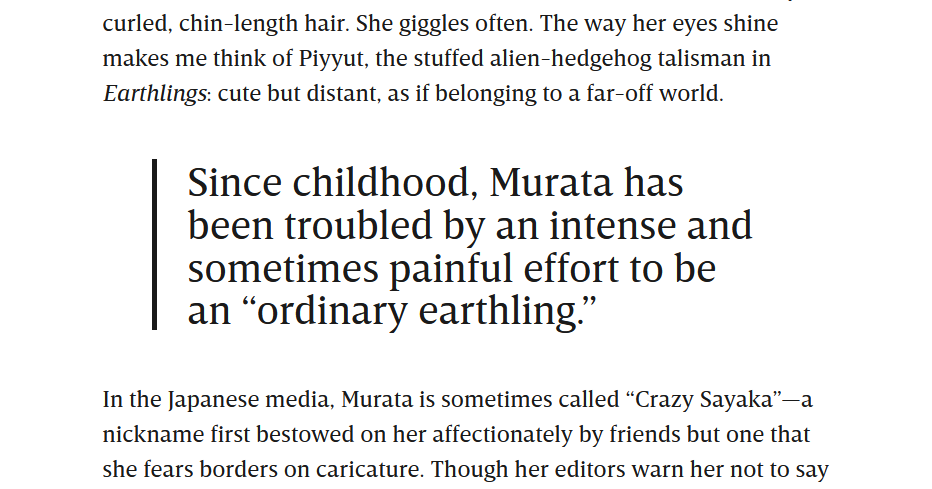 curled, chin-length hair. She giggles often. The way her eyes shine
makes me think of Piyyut, the stuffed alien-hedgehog talisman in
Earthlings: cute but distant, as if belonging to a far-off world.
Since childhood, Murata has
been troubled by an intense and
sometimes painful effort to be
an “ordinary earthling.”
In the Japanese media, Murata is sometimes called “Crazy Sayaka”—a
nickname first bestowed on her affectionately by friends but one that
she fears borders on caricature. Though her editors warn her not to say